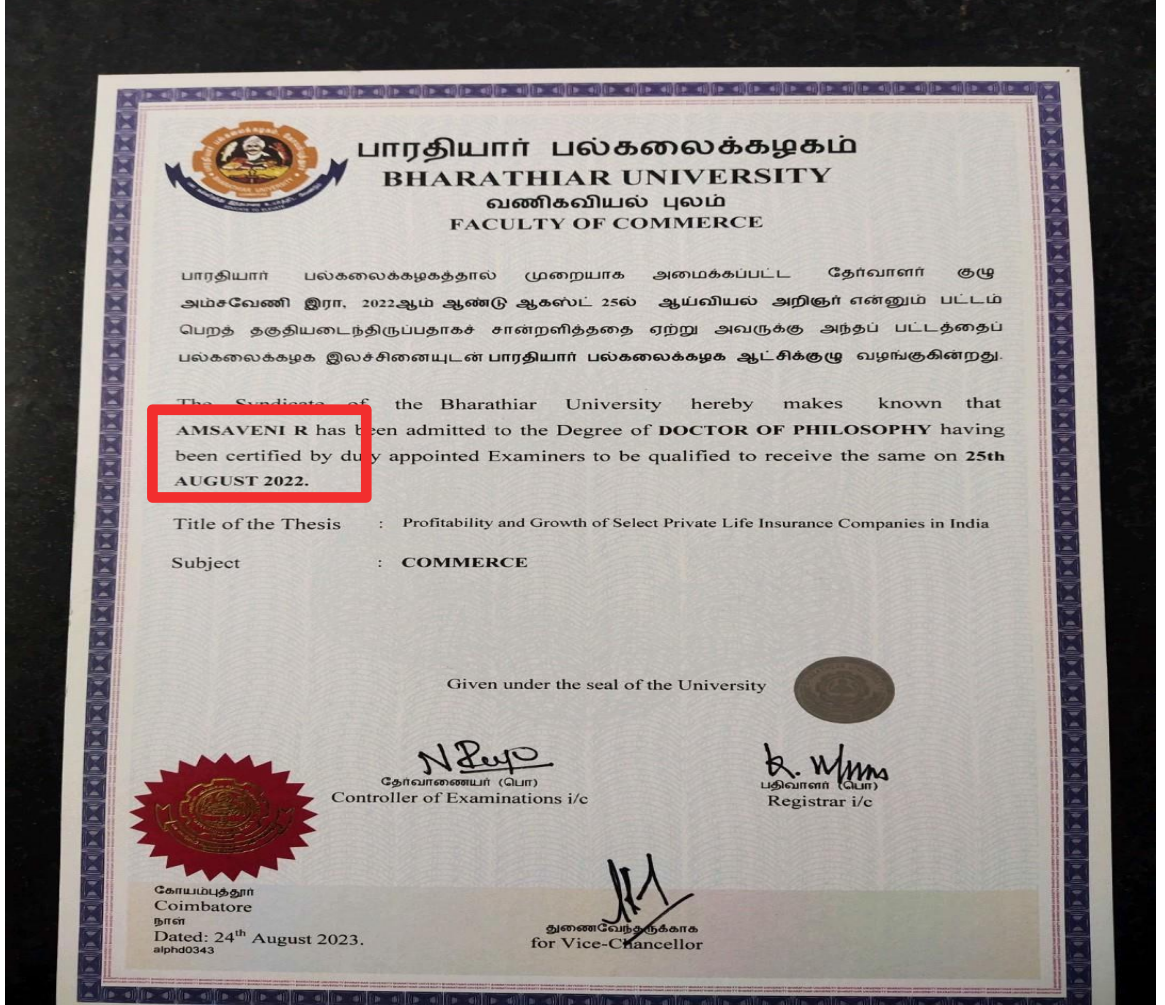 பாரதியார் பல்கலைக்கழகம்
BHARATHIAR UNIVERSITY
வணிகவியல் புலம்
FACULTY OF COMMERCE
பாரதியார் பல்கலைக்கழகத்தால் முறையாக அமைக்கப்பட்ட தேர்வாளர் குழு
அம்சவேணி இரா, 2022ஆம் ஆண்டு ஆகஸ்ட் 25ல் ஆய்வியல் அறிஞர் என்னும் பட்டம்
பெறத் தகுதியடைந்திருப்பதாகச் சான்றளித்ததை ஏற்று அவருக்கு அந்தப் பட்டத்தைப்
பல்கலைக்கழக இலச்சினையுடன் பாரதியார் பல்கலைக்கழக ஆட்சிக்குழு வழங்குகின்றது.
The Syndicate of the Bharathiar University hereby makes known that
AMSAVENI R has been admitted to the Degree of DOCTOR OF PHILOSOPHY having
been certified by duly appointed Examiners to be qualified to receive the same on 25th
AUGUST 2022.
Title of the Thesis : Profitability and Growth of Select Private Life Insurance Companies in India
Subject : COMMERCE
Given under the seal of the University
தேர்வாணையர் (பொ)
Controller of Examinations i/c
பதிவாளர் (பொ)
Registrar i/c
கோயம்புத்தூர்
Coimbatore
நாள்
Dated: 24th August 2023.
alphd0343
துணைவேந்தருக்காக
for Vice-Chancellor